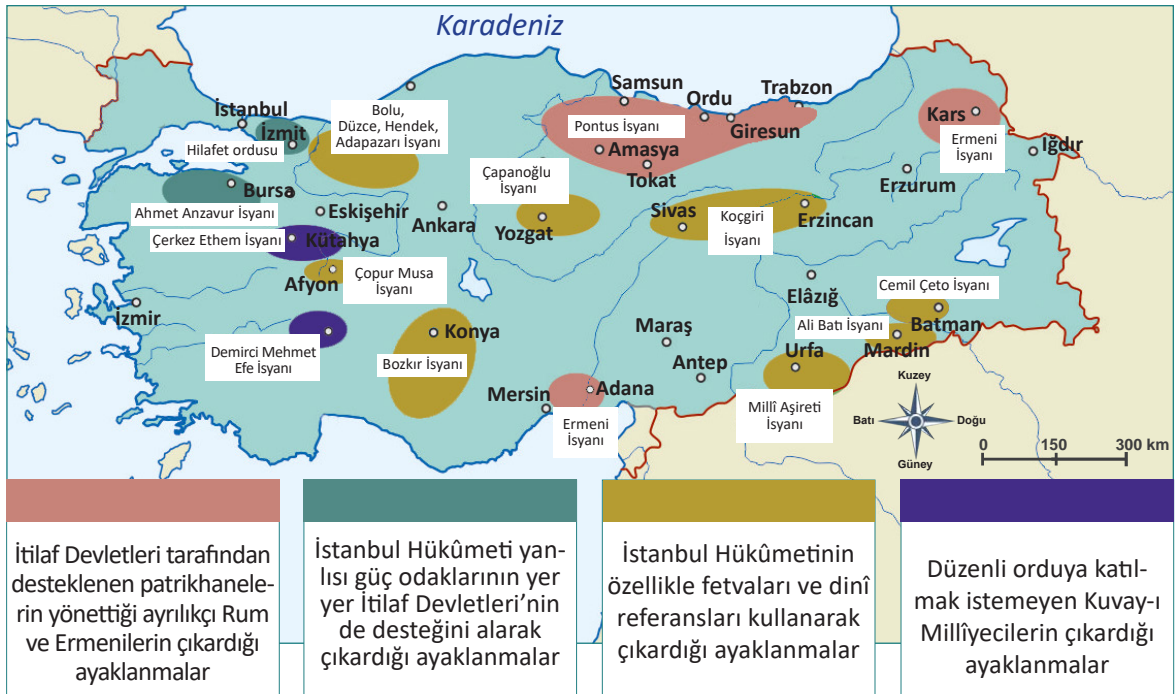 Karadeniz
İstanbul
İzmit
Hilafet ordusu
Bolu,
Düzce, Hendek,
Adapazarı İsyanı
Samsun
Ordu
Trabzon
Giresun
Pontus İsyanı
Amasya
Tokat
Kars
Ermeni
İsyanı
Iğdır
Erzurum
Bursa
Ahmet Anzavur İsyanı
Eskişehir
Ankara
Çapanoğlu
İsyanı
Yozgat
Sivas
Koçgiri
İsyanı
Erzincan
Çerkez Ethem İsyanı
Kütahya
Afyon
Çopur Musa
İsyanı
İzmir
Demirci Mehmet
Efe İsyanı
Konya
Bozkır İsyanı
Mersin
Adana
Ermeni
İsyanı
Maraş
Antep
Elâzığ
Cemil Çeto İsyanı
Ali Batı İsyanı
Batman
Mardin
Urfa
Millî Aşireti
İsyanı
Kuzey
Batı
Doğu
Güney
0 150 300 km
İtilaf Devletleri tarafından
desteklenen patrikhanele-
rin yönettiği ayrılıkçı Rum
ve Ermenilerin çıkardığı
ayaklanmalar
İstanbul Hükûmeti yan-
lısı güç odaklarının yer
yer İtilaf Devletleri’nin
de desteğini alarak
çıkardığı ayaklanmalar
İstanbul Hükûmetinin
özellikle fetvaları ve dinî
referansları kullanarak
çıkardığı ayaklanmalar
Düzenli orduya katıl-
mak istemeyen Kuvay-ı
Millîyecilerin çıkardığı
ayaklanmalar